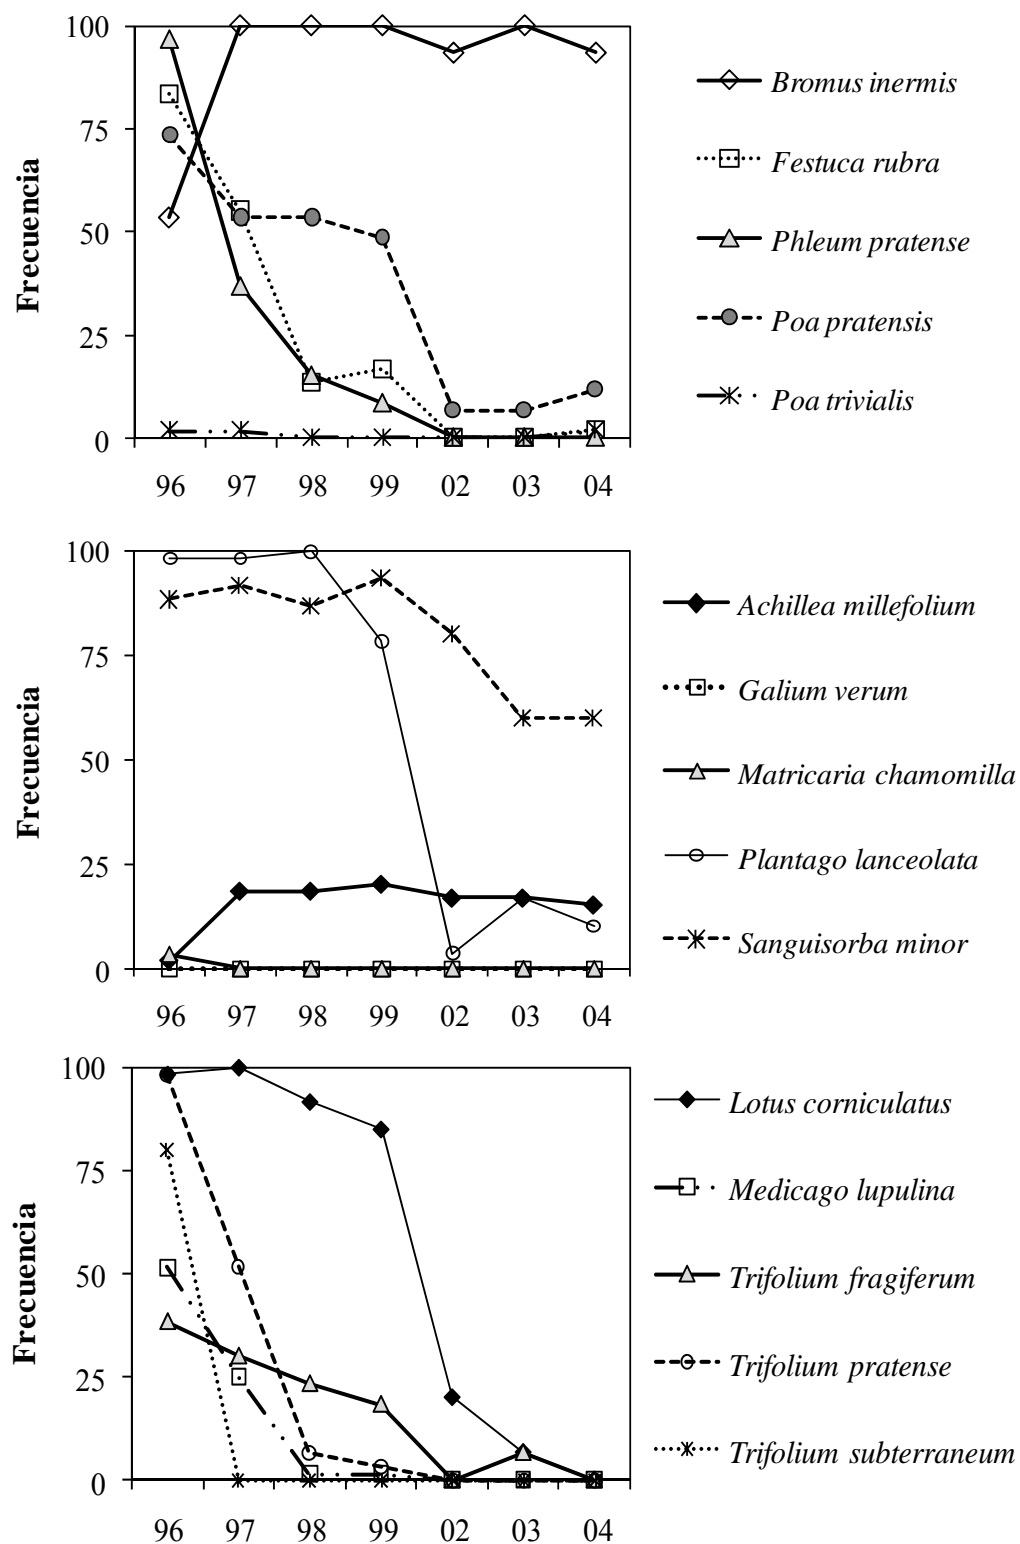 100
75
50
25
0
Frecuencia
96 97 98 99 02 03 04
Bromus inermis
Festuca rubra
Phleum pratense
Poa pratensis
Poa trivialis
100
75
50
25
0
Frecuencia
96 97 98 99 02 03 04
Achillea millefolium
Galium verum
Matricaria chamomilla
Plantago lanceolata
Sanguisorba minor
100
75
50
25
0
Frecuencia
96 97 98 99 02 03 04
Lotus corniculatus
Medicago lupulina
Trifolium fragiferum
Trifolium pratense
Trifolium subterraneum